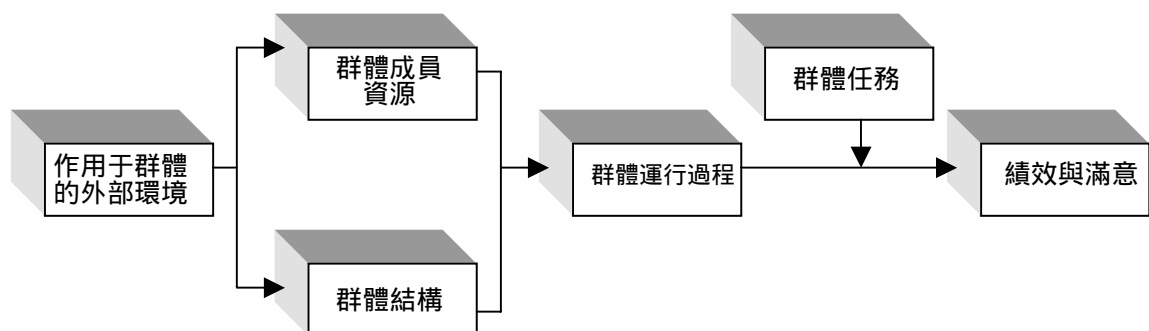 作用于群體
的外部環境
群體成員
資源
群體結構
群體運行過程
群體任務
績效與滿意